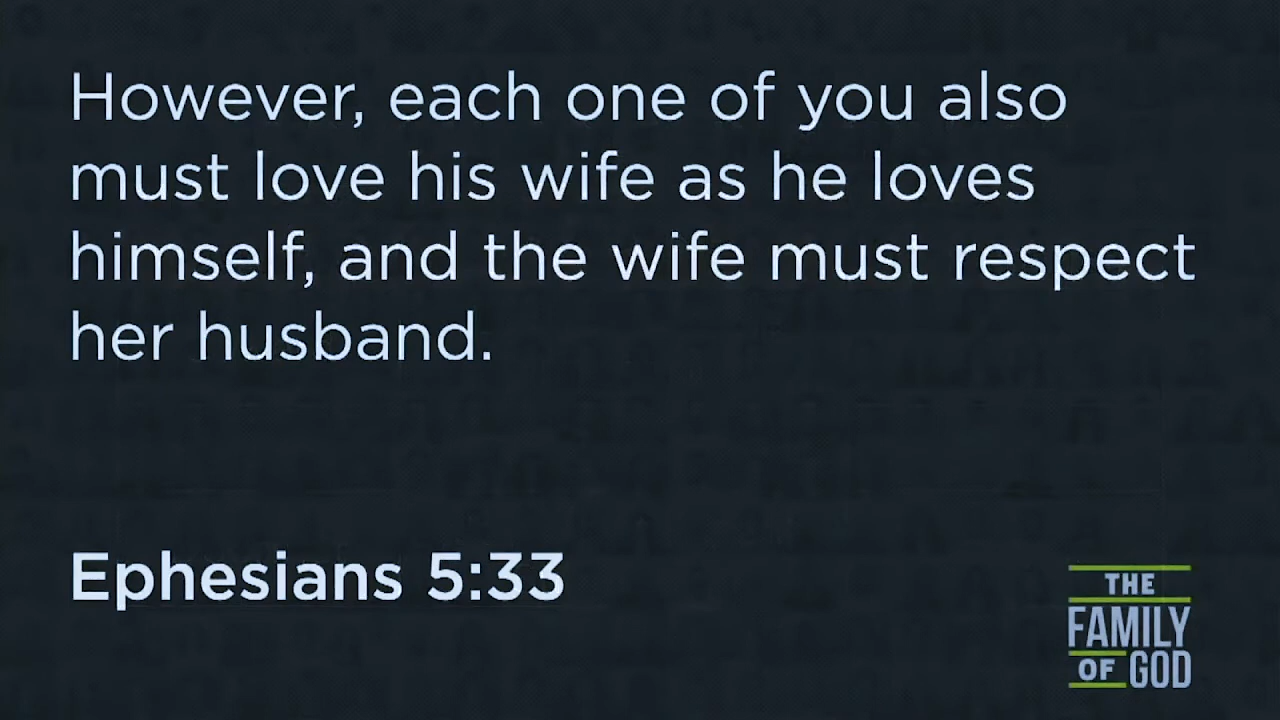 However, each one of you also
must love his wife as he loves
himself, and the wife must respect
her husband.
Ephesians 5:33
THE
FAMILY
OF GOD